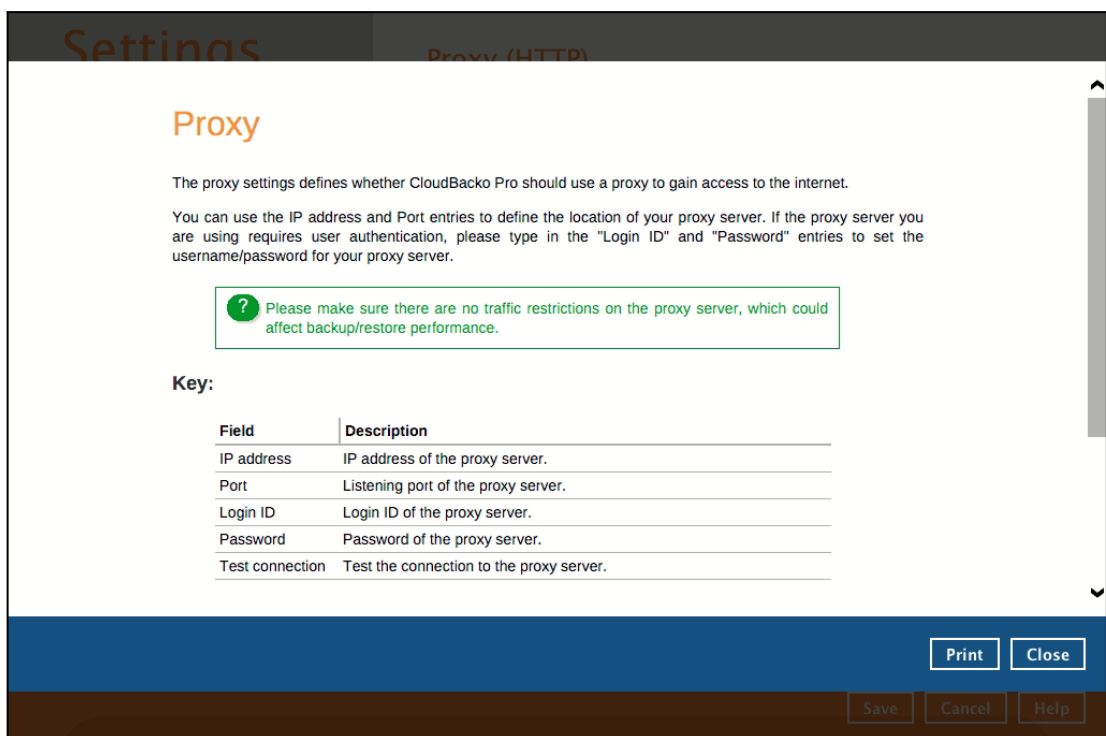 Settings
Proxy (HTTP)
Proxy
The proxy settings defines whether CloudBacko Pro should use a proxy to gain access to the internet.
You can use the IP address and Port entries to define the location of your proxy server. If the proxy server you
are using requires user authentication, please type in the "Login ID" and "Password" entries to set the
username/password for your proxy server.
? Please make sure there are no traffic restrictions on the proxy server, which could
affect backup/restore performance.
Key:
Field Description
IP address IP address of the proxy server.
Port Listening port of the proxy server.
Login ID Login ID of the proxy server.
Password Password of the proxy server.
Test connection Test the connection to the proxy server.
Print Close
Save Cancel Help